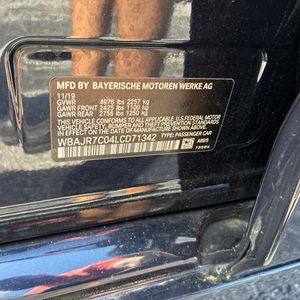 MFD BY BAYERISCHE MOTOREN WERKE AG
11/19
GVWR 4976 lbs 2257 kg
GAWR FRONT 2425 lbs 1100 kg
GAWR REAR 2756 lbs 1250 kg
THIS VEHICLE CONFORMS TO ALL APPLICABLE U.S. FEDERAL MOTOR
VEHICLE SAFETY, BUMPER, AND THEFT PREVENTION STANDARDS IN
EFFECT ON THE DATE OF MANUFACTURE SHOWN ABOVE.
WBAJR7C04LCD71342 TYPE: PASSENGER CAR